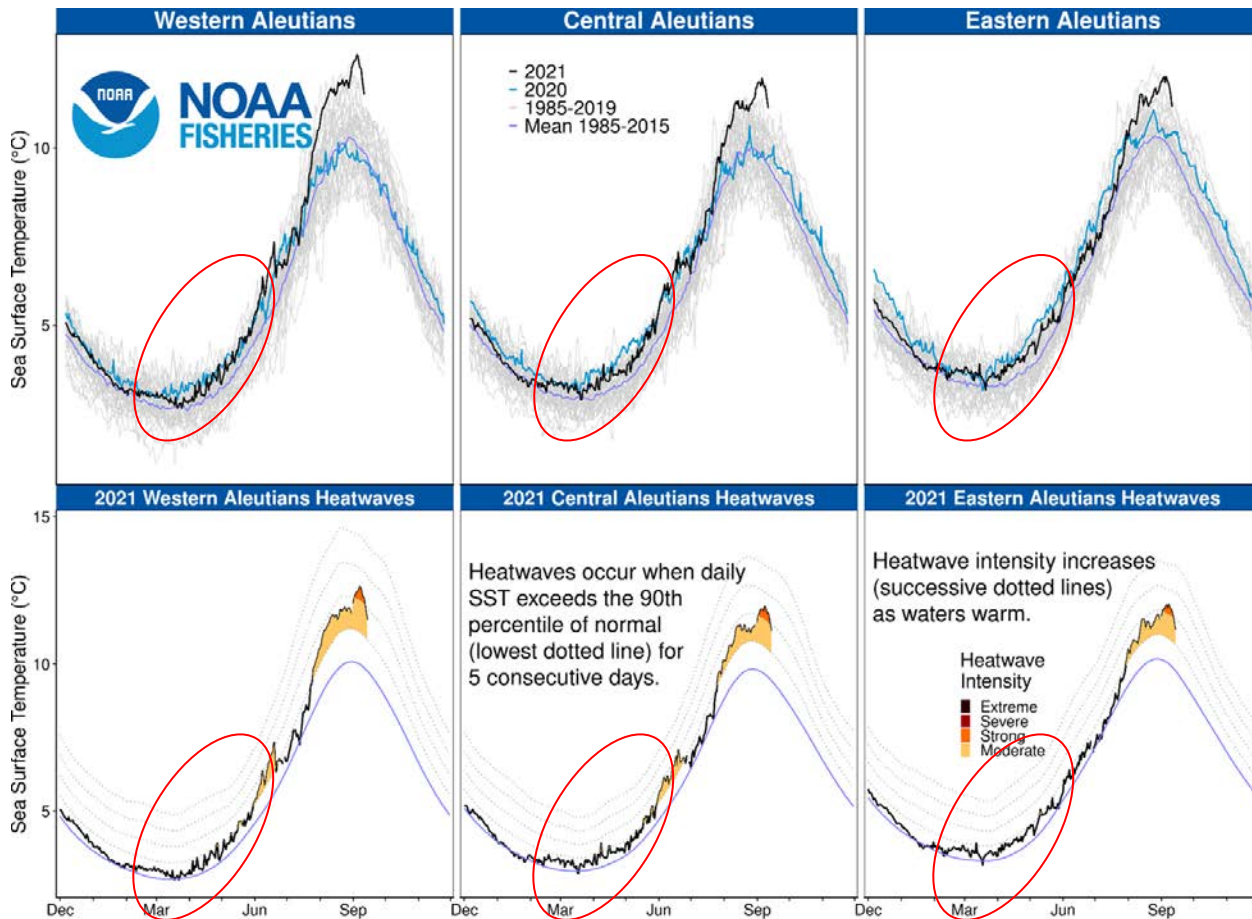 Western Aleutians
Central Aleutians
Eastern Aleutians
Sea Surface Temperature (°C)
10
5
NOAA
NOAA
FISHERIES
2021
2020
1985-2019
Mean 1985-2015
2021 Western Aleutians Heatwaves
2021 Central Aleutians Heatwaves
2021 Eastern Aleutians Heatwaves
Sea Surface Temperature (°C)
15
10
5
Heatwaves occur when daily
SST exceeds the 90th
percentile of normal
(lowest dotted line) for
5 consecutive days.
Heatwave intensity increases
(successive dotted lines)
as waters warm.
Heatwave
Intensity
Extreme
Severe
Strong
Moderate
Dec
Mar
Jun
Sep
Dec
Mar
Jun
Sep
Dec
Mar
Jun
Sep